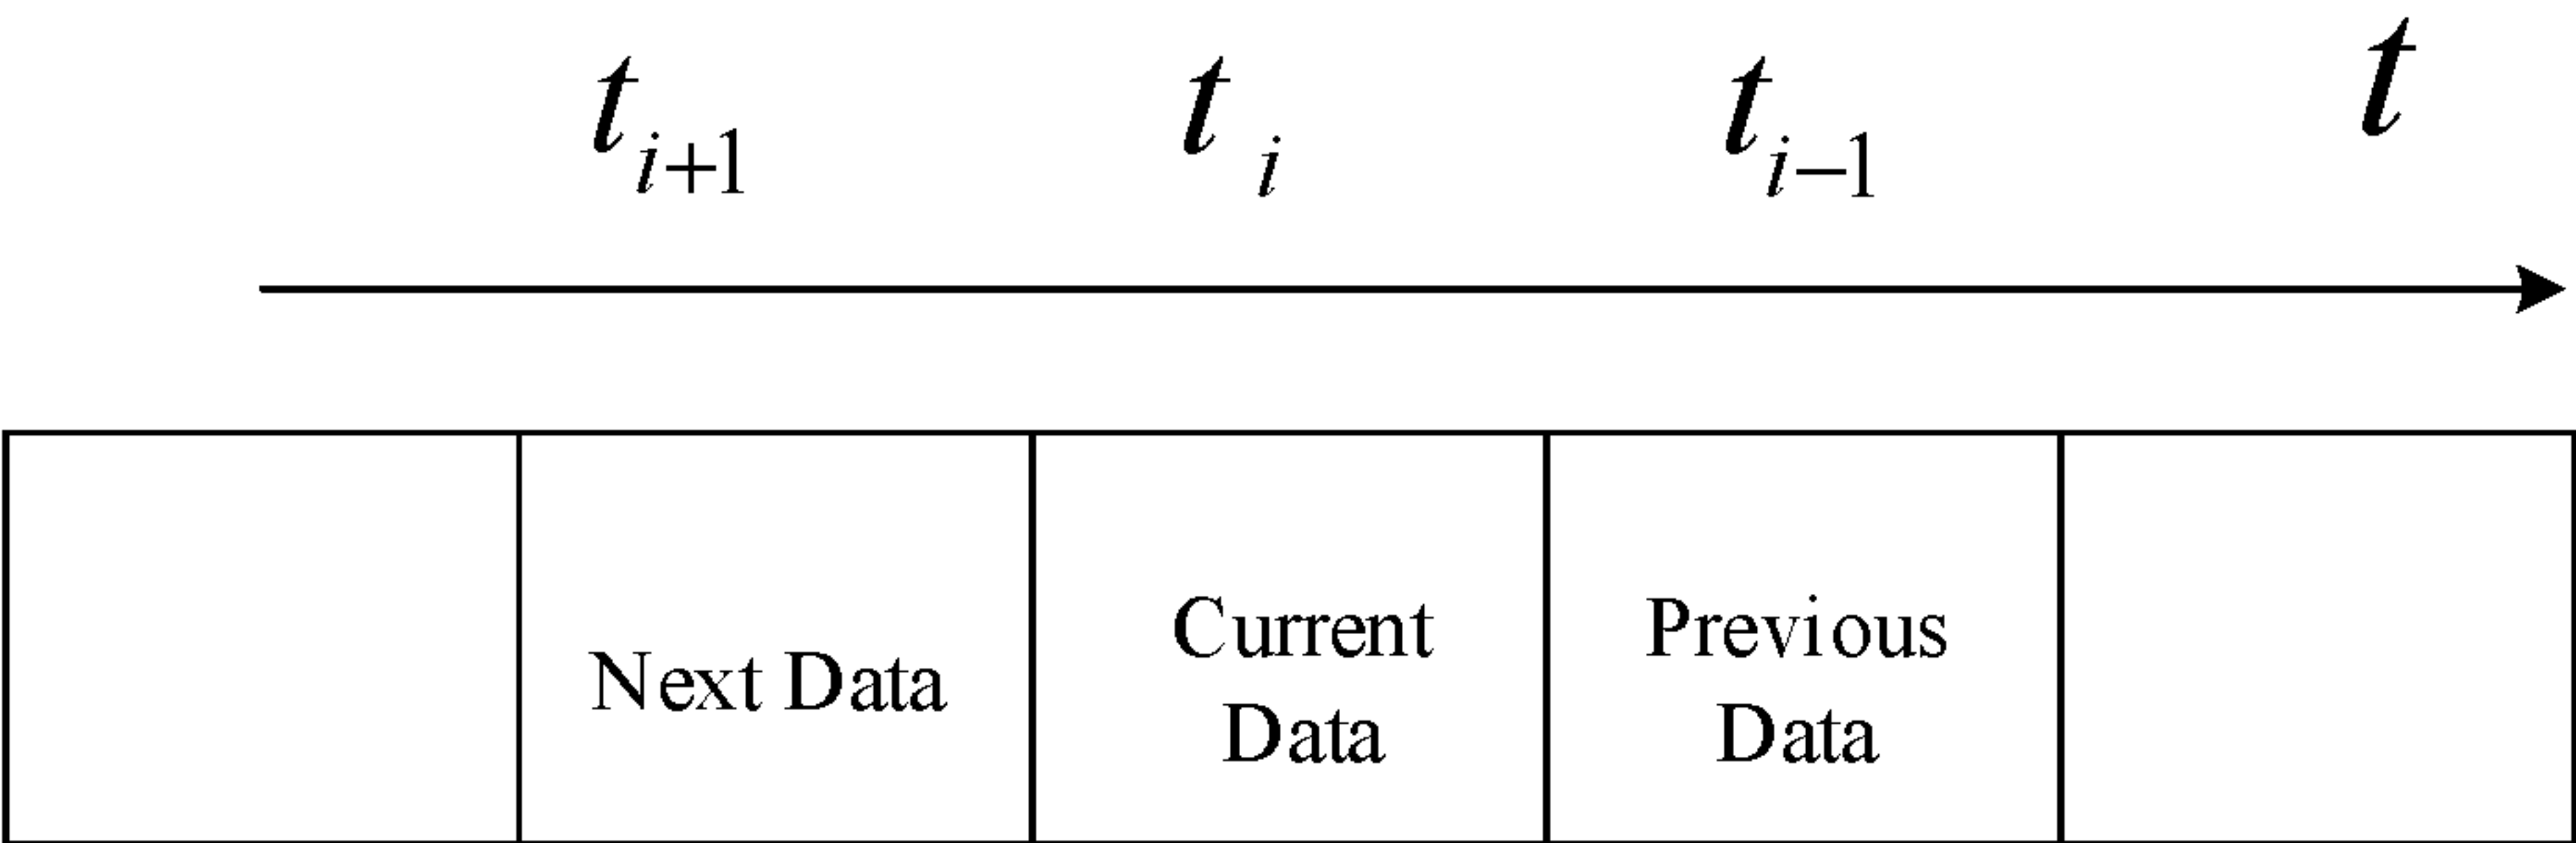 t_{i+1} t_i t_{i-1} t
Next Data
Current
Data
Previous
Data